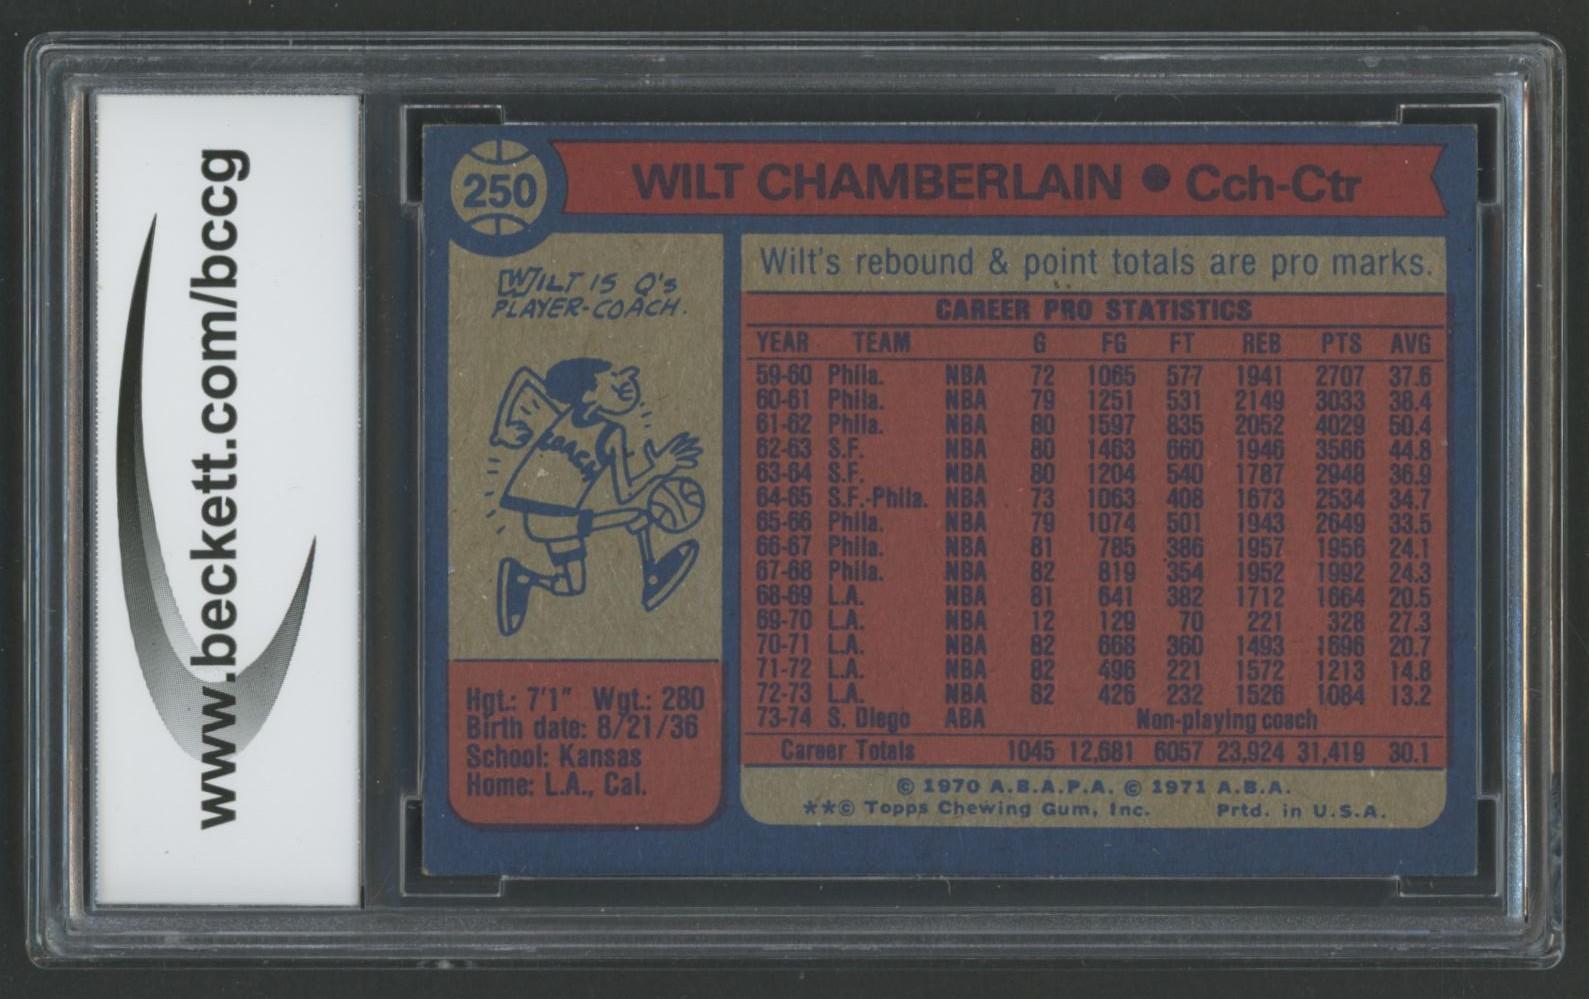 www.beckett.com/bccg
250
WILT CHAMBERLAIN • Cch-Ctr
WILT IS Q's
PLAYER-COACH.
COACH
Hgt.: 7'1" Wgt.: 280
Birth date: 8/21/36
School: Kansas
Home: L.A., Cal.
Wilt's rebound & point totals are pro marks.
CAREER PRO STATISTICS
YEAR TEAM G FG FT REB PTS AVG
59-60 Phila. NBA 72 1065 577 1941 2707 37.6
60-61 Phila. NBA 79 1251 531 2149 3033 38.4
61-62 Phila. NBA 80 1597 835 2052 4029 50.4
62-63 S.F. NBA 80 1463 660 1946 3586 44.8
63-64 S.F. NBA 80 1204 540 1787 2948 36.9
64-65 S.F.-Phila. NBA 73 1063 408 1673 2534 34.7
65-66 Phila. NBA 79 1074 501 1943 2649 33.5
66-67 Phila. NBA 81 785 386 1957 1956 24.1
67-68 Phila. NBA 82 819 354 1952 1992 24.3
68-69 L.A. NBA 81 641 382 1712 1664 20.5
69-70 L.A. NBA 12 129 70 221 328 27.3
70-71 L.A. NBA 82 668 360 1493 1696 20.7
71-72 L.A. NBA 82 496 221 1572 1213 14.8
72-73 L.A. NBA 82 426 232 1526 1084 13.2
73-74 S. Diego ABA Non-playing coach
Career Totals 1045 12,681 6057 23,924 31,419 30.1
© 1970 A.B.A.P.A. © 1971 A.B.A.
**© Topps Chewing Gum, Inc. Prtd. in U.S.A.